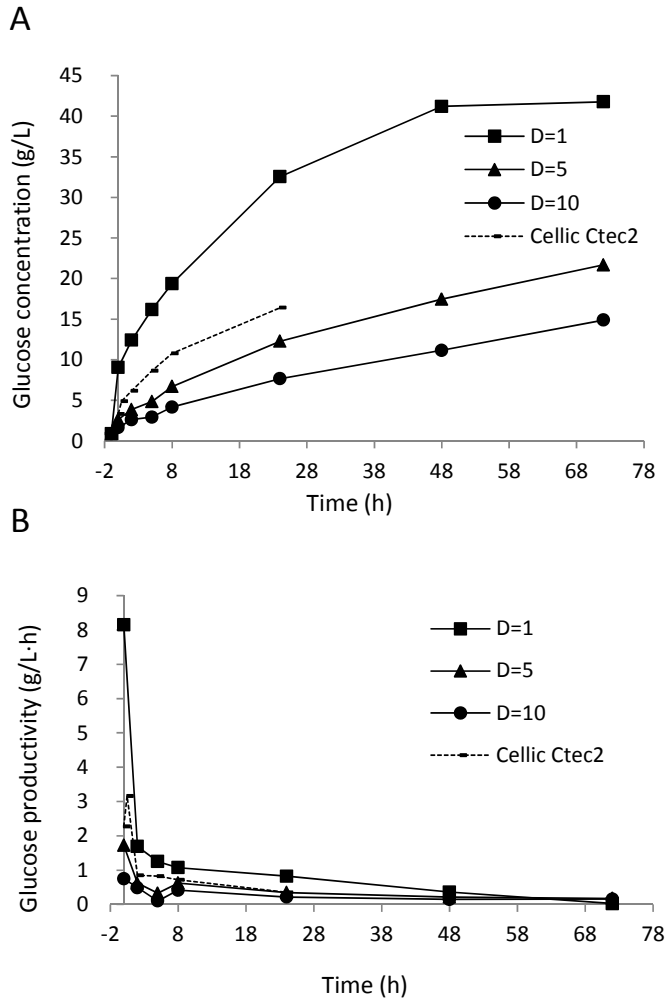 A
Glucose concentration (g/L)
45
40
35
30
25
20
15
10
5
0
D=1
D=5
D=10
Cellic Ctec2
-2 8 18 28 38 48 58 68 78
Time (h)
B
Glucose productivity (g/L·h)
9
8
7
6
5
4
3
2
1
0
D=1
D=5
D=10
Cellic Ctec2
-2 8 18 28 38 48 58 68 78
Time (h)